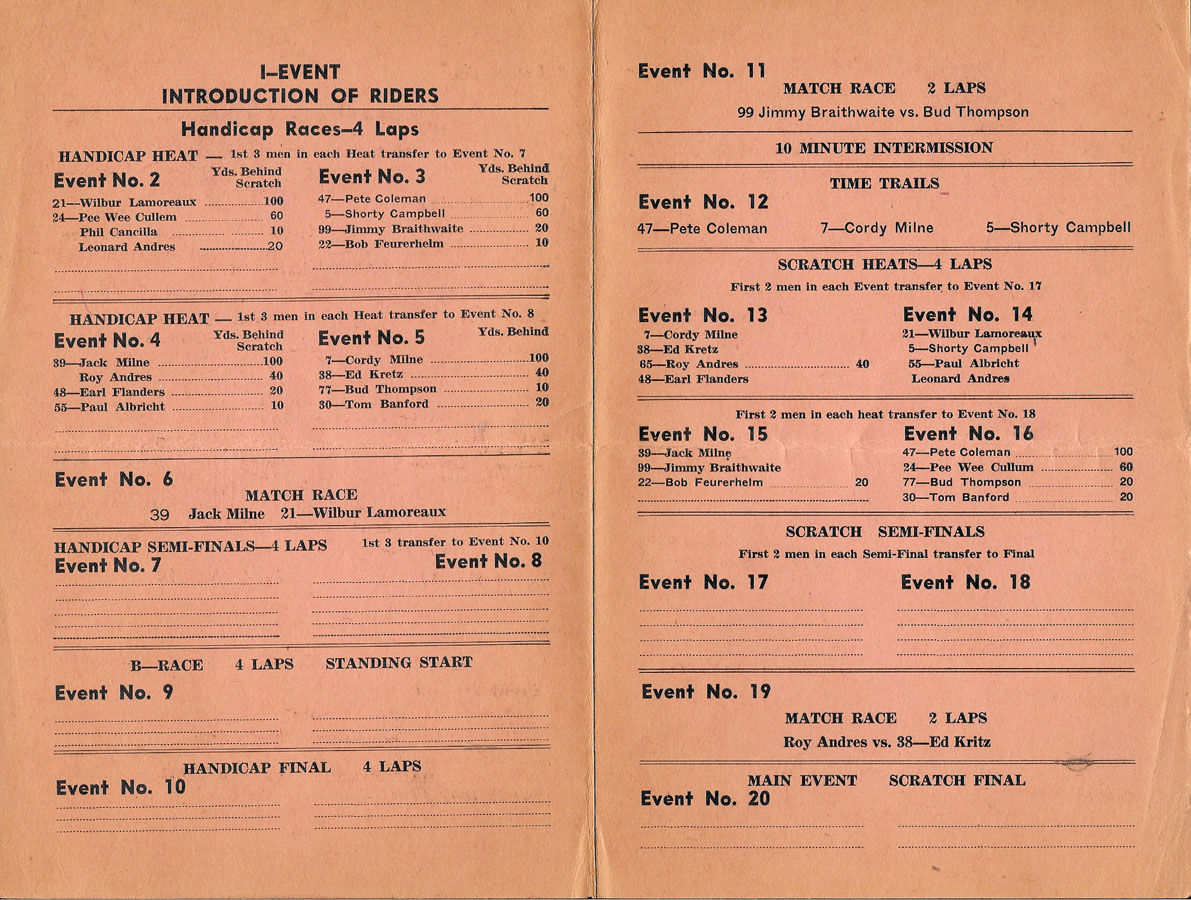 I–EVENT
INTRODUCTION OF RIDERS
Handicap Races–4 Laps
HANDICAP HEAT — 1st 3 men in each Heat transfer to Event No. 7
Event No. 2 Yds. Behind Scratch
21—Wilbur Lamoreaux 100
24—Pee Wee Cullem 60
Phil Cancilla 10
Leonard Andres 20
Event No. 3 Yds. Behind Scratch
47—Pete Coleman 100
5—Shorty Campbell 60
99—Jimmy Braithwaite 20
22—Bob Feurerhelm 10
HANDICAP HEAT — 1st 3 men in each Heat transfer to Event No. 8
Event No. 4 Yds. Behind Scratch
39—Jack Milne 100
Roy Andres 40
48—Earl Flanders 20
55—Paul Albricht 10
Event No. 5 Yds. Behind
7—Cordy Milne 100
38—Ed Kretz 40
77—Bud Thompson 10
30—Tom Banford 20
Event No. 6
MATCH RACE
39 Jack Milne 21—Wilbur Lamoreaux
HANDICAP SEMI-FINALS—4 LAPS 1st 3 transfer to Event No. 10
Event No. 7 Event No. 8
B—RACE 4 LAPS STANDING START
Event No. 9
HANDICAP FINAL 4 LAPS
Event No. 10
Event No. 11
MATCH RACE 2 LAPS
99 Jimmy Braithwaite vs. Bud Thompson
10 MINUTE INTERMISSION
TIME TRAILS
Event No. 12
47—Pete Coleman 7—Cordy Milne 5—Shorty Campbell
SCRATCH HEATS—4 LAPS
First 2 men in each Event transfer to Event No. 17
Event No. 13
7—Cordy Milne
38—Ed Kretz
65—Roy Andres 40
48—Earl Flanders
Event No. 14
21—Wilbur Lamoreaux
5—Shorty Campbell
55—Paul Albricht
Leonard Andres
First 2 men in each heat transfer to Event No. 18
Event No. 15
39—Jack Milne
99—Jimmy Braithwaite
22—Bob Feurerhelm 20
Event No. 16
47—Pete Coleman 100
24—Pee Wee Cullum 60
77—Bud Thompson 20
30—Tom Banford 20
SCRATCH SEMI-FINALS
First 2 men in each Semi-Final transfer to Final
Event No. 17 Event No. 18
Event No. 19
MATCH RACE 2 LAPS
Roy Andres vs. 38—Ed Kritz
MAIN EVENT SCRATCH FINAL
Event No. 20